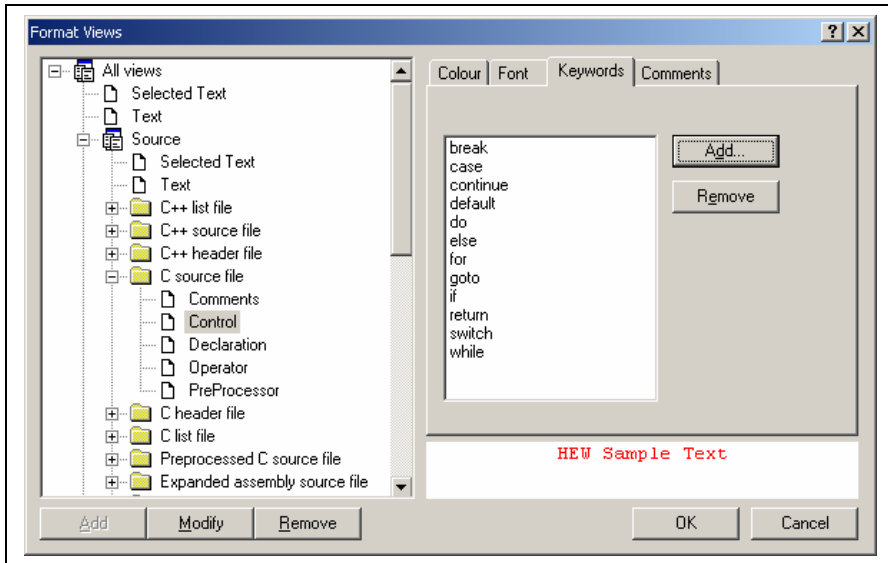 Format Views
All views
Selected Text
Text
Source
Selected Text
Text
C++ list file
C++ source file
C++ header file
C source file
Comments
Control
Declaration
Operator
PreProcessor
C header file
C list file
Preprocessed C source file
Expanded assembly source file
Add Modify Remove
Colour Font Keywords Comments
break
case
continue
default
do
else
for
goto
if
return
switch
while
Add...
Remove
HEW Sample Text
OK Cancel